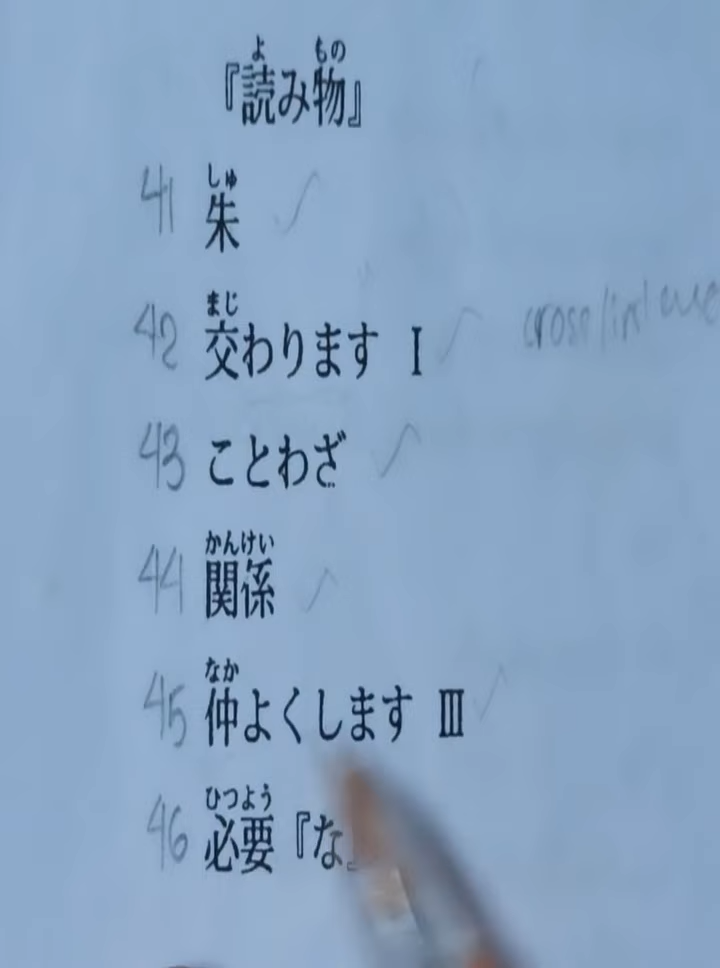 『読み物』
41 朱
42 交わります Ⅰ
43 ことわざ
44 関係
45 仲よくします Ⅲ
46 必要『な』